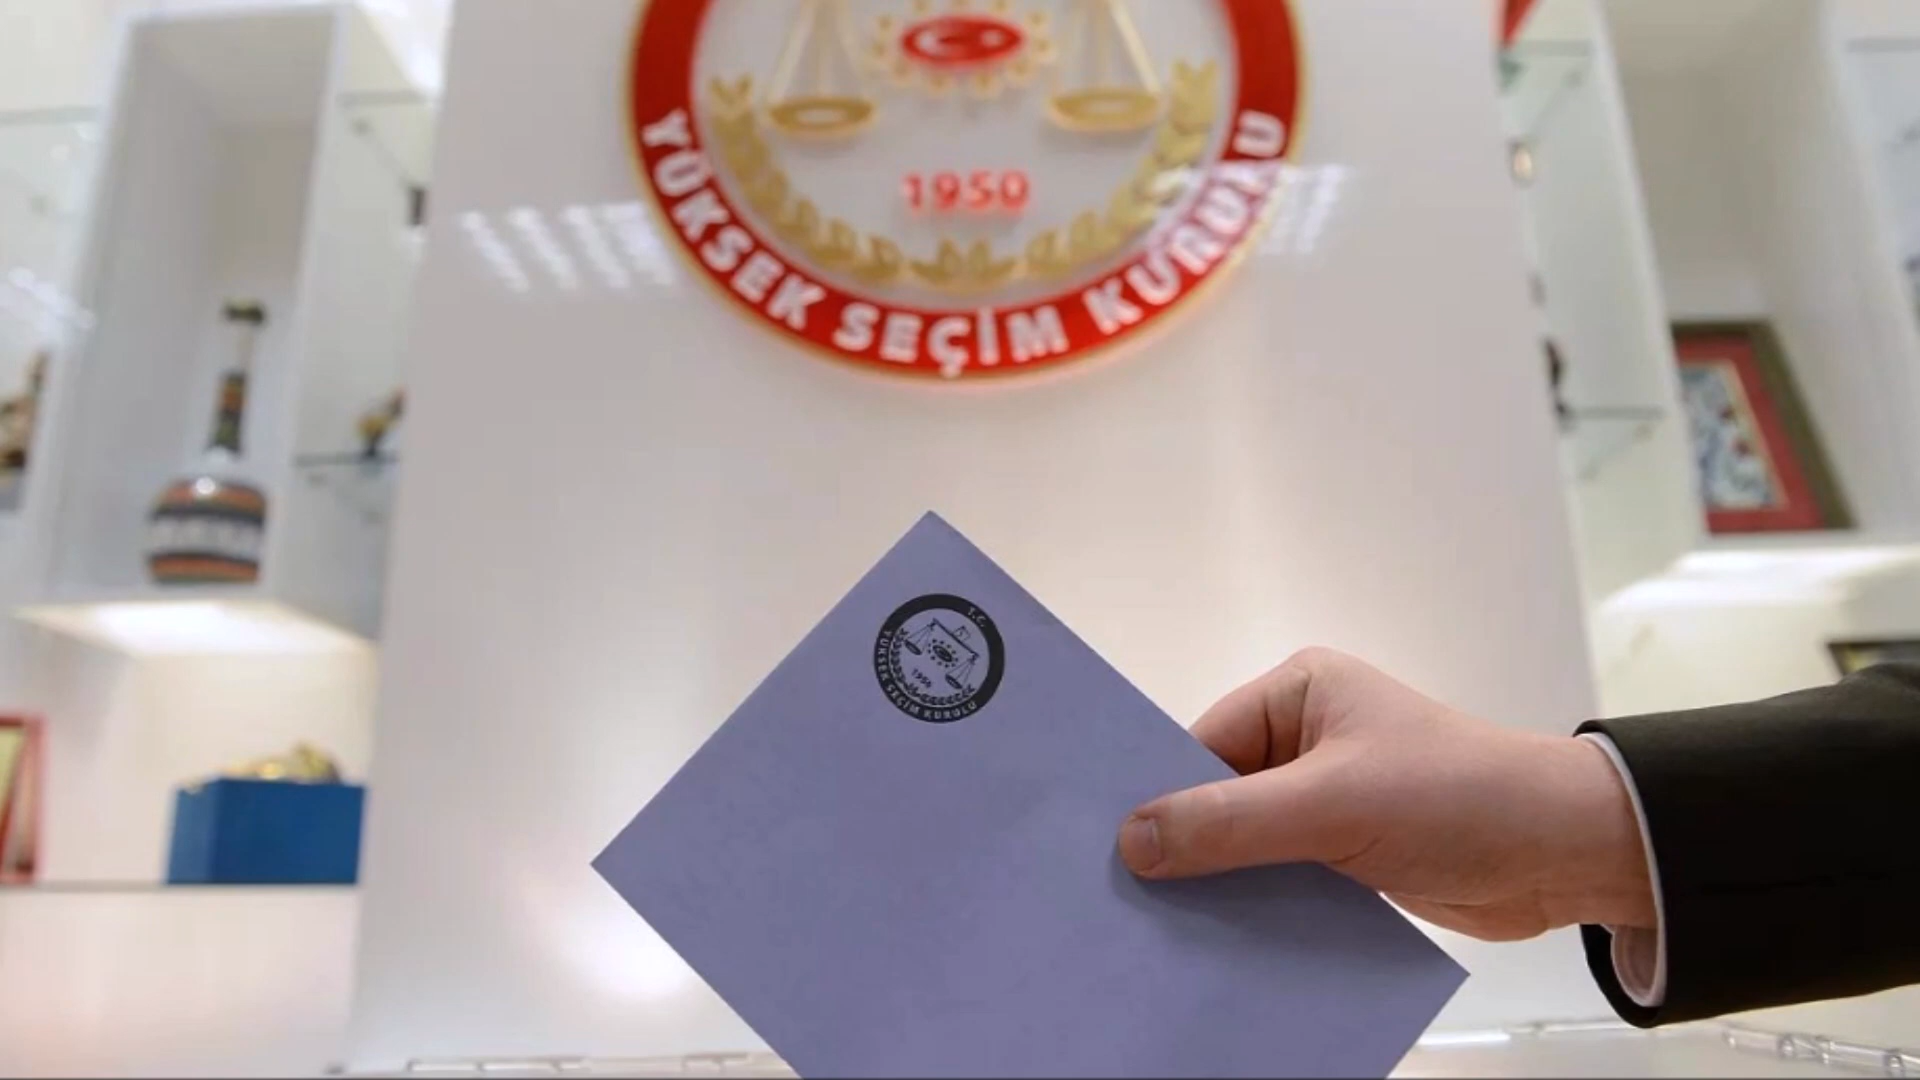 1950
YÜKSEK SEÇİM KURULU
T.C.
1950
YÜKSEK SEÇİM KURULU